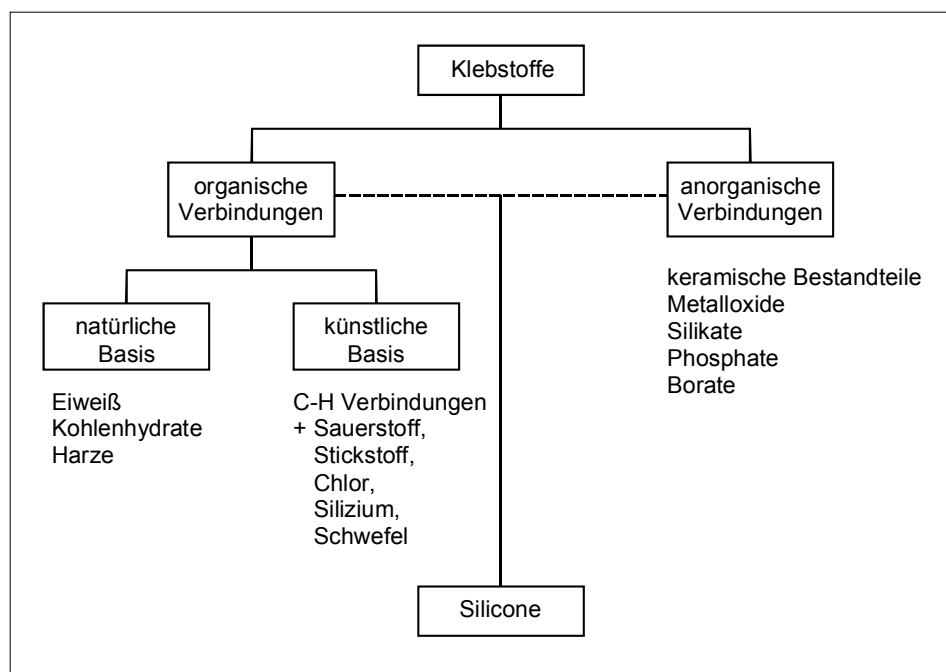 Klebstoffe
organische
Verbindungen
anorganische
Verbindungen
natürliche
Basis
künstliche
Basis
keramische Bestandteile
Metalloxide
Silikate
Phosphate
Borate
Eiweiß
Kohlenhydrate
Harze
C-H Verbindungen
+ Sauerstoff,
Stickstoff,
Chlor,
Silizium,
Schwefel
Silicone